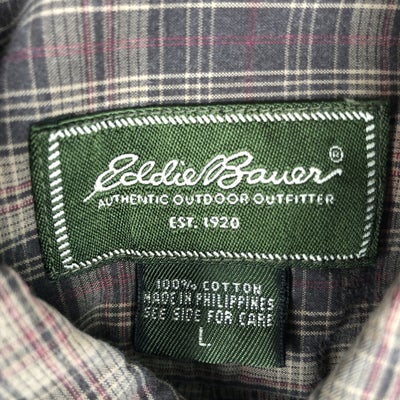 Eddie Bauer®
AUTHENTIC OUTDOOR OUTFITTER
EST. 1920
100% COTTON
MADE IN PHILIPPINES
SEE SIDE FOR CARE
L